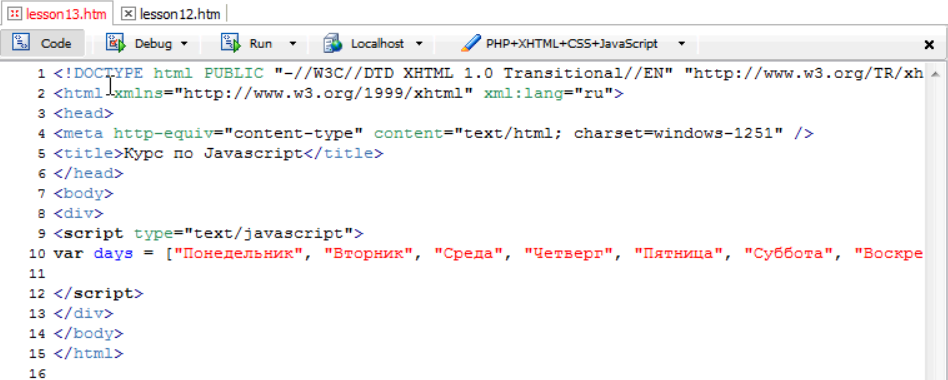 lesson13.htm lesson12.htm
Code Debug Run Localhost PHP+XHTML+CSS+JavaScript
1 <!DOCTYPE html PUBLIC "-//W3C//DTD XHTML 1.0 Transitional//EN" "http://www.w3.org/TR/xh
2 <html xmlns="http://www.w3.org/1999/xhtml" xml:lang="ru">
3 <head>
4 <meta http-equiv="content-type" content="text/html; charset=windows-1251" />
5 <title>Курс по Javascript</title>
6 </head>
7 <body>
8 <div>
9 <script type="text/javascript">
10 var days = ["Понедельник", "Вторник", "Среда", "Четверг", "Пятница", "Суббота", "Воскре
11
12 </script>
13 </div>
14 </body>
15 </html>
16